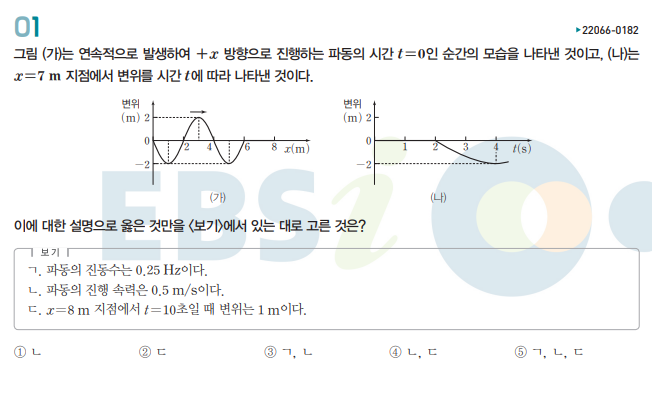 01
▶22066-0182
그림 (가)는 연속적으로 발생하여 +x 방향으로 진행하는 파동의 시간 t=0인 순간의 모습을 나타낸 것이고, (나)는
x=7 m 지점에서 변위를 시간 t에 따라 나타낸 것이다.
변위
(m) 2
0
-2
2 4 6 8 x(m)
(가)
변위
(m) 2
0
-2
1 2 3 4 t(s)
(나)
이에 대한 설명으로 옳은 것만을 〈보기〉에서 있는 대로 고른 것은?
보기
ㄱ. 파동의 진동수는 0.25 Hz이다.
ㄴ. 파동의 진행 속력은 0.5 m/s이다.
ㄷ. x=8 m 지점에서 t=10초일 때 변위는 1 m이다.
① ㄴ ② ㄷ ③ ㄱ, ㄴ ④ ㄴ, ㄷ ⑤ ㄱ, ㄴ, ㄷ
EBSi